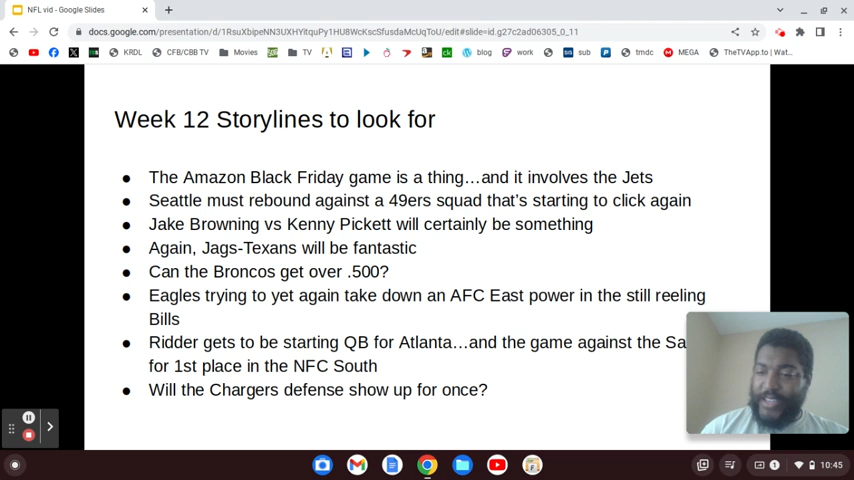 NFL vid - Google Slides
docs.google.com/presentation/d/1RsuXbipeNN3UXHYitquPy1HU8WcKscSfusdaMcUqToU/edit#slide=id.g27c2ad06305_0_11
KRDL CFB/CBB TV Movies TV work blog work sub tmdc MEGA TheTVApp.to | Wat...
Week 12 Storylines to look for
● The Amazon Black Friday game is a thing…and it involves the Jets
● Seattle must rebound against a 49ers squad that's starting to click again
● Jake Browning vs Kenny Pickett will certainly be something
● Again, Jags-Texans will be fantastic
● Can the Broncos get over .500?
● Eagles trying to yet again take down an AFC East power in the still reeling
Bills
● Ridder gets to be starting QB for Atlanta…and the game against the Sa
for 1st place in the NFC South
● Will the Chargers defense show up for once?
1 10:45